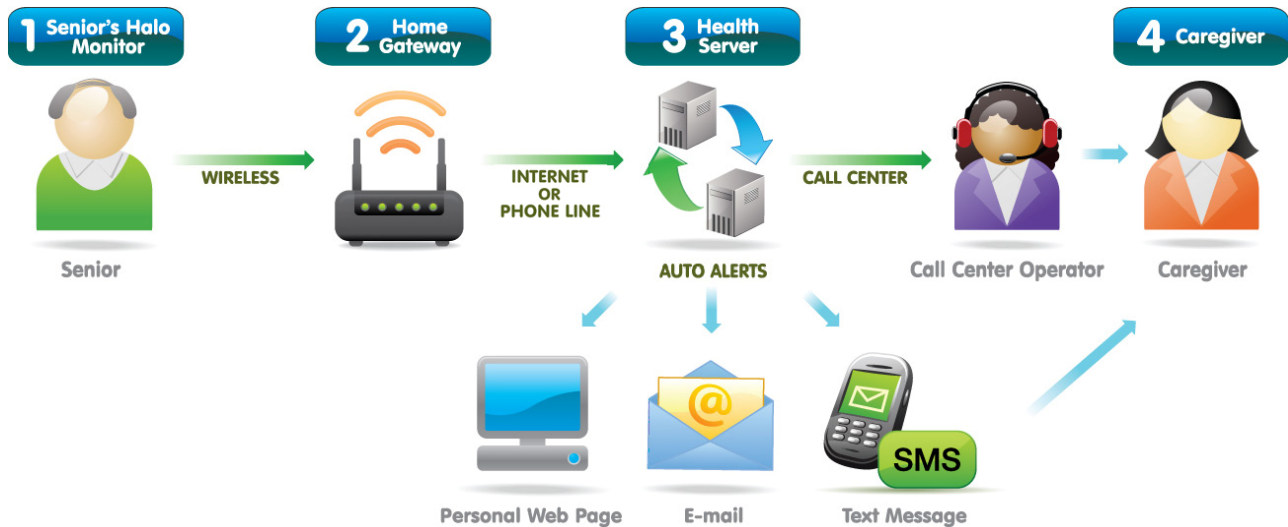 1 Senior's Halo
Monitor
2 Home
Gateway
3 Health
Server
4 Caregiver
WIRELESS
INTERNET
OR
PHONE LINE
CALL CENTER
Senior
AUTO ALERTS
Call Center Operator
Caregiver
@
SMS
Personal Web Page
E-mail
Text Message